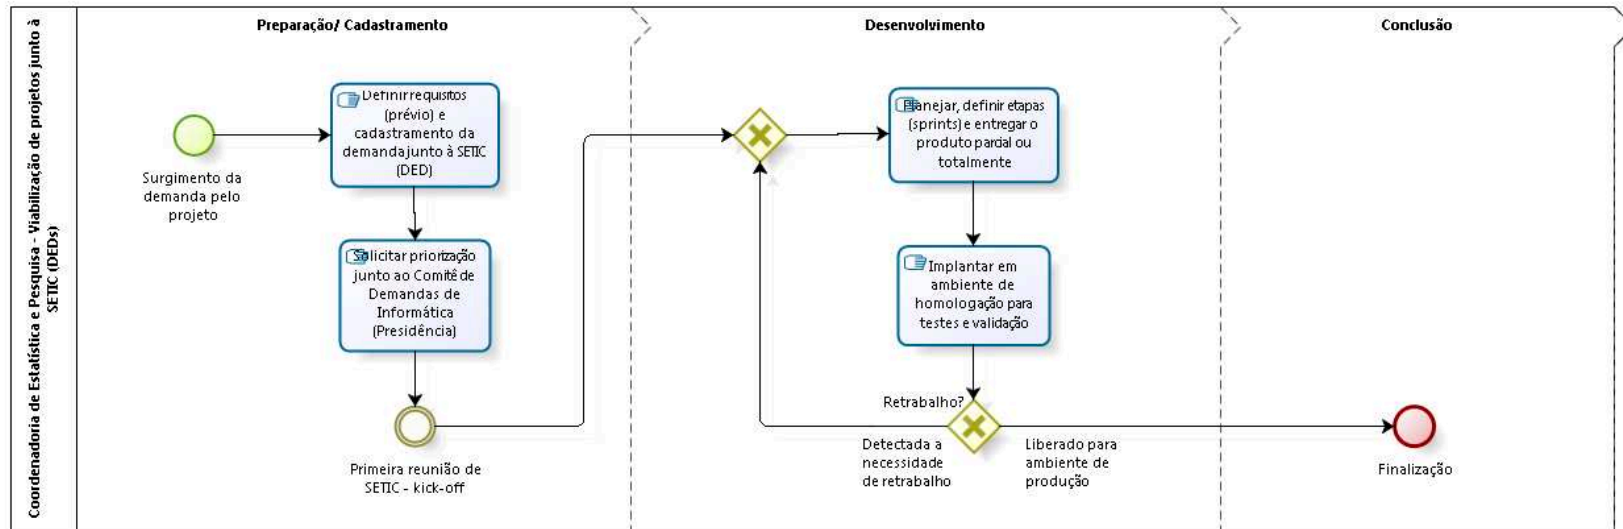 Coordenadoria de Estatística e Pesquisa - Viabilização de projetos junto à
SETIC (DEDs)
Preparação/ Cadastramento
Desenvolvimento
Conclusão
Surgimento da
demanda pelo
projeto
Definir requisitos
(prévio) e
cadastramento da
demanda junto à SETIC
(DED)
Solicitar priorização
junto ao Comitê de
Demandas de
Informática
(Presidência)
Primeira reunião de
SETIC - kick-off
Planejar, definir etapas
(sprints) e entregar o
produto parcial ou
totalmente
Implantar em
ambiente de
homologação para
testes e validação
Retrabalho?
Detectada a
necessidade
de retrabalho
Liberado para
ambiente de
produção
Finalização